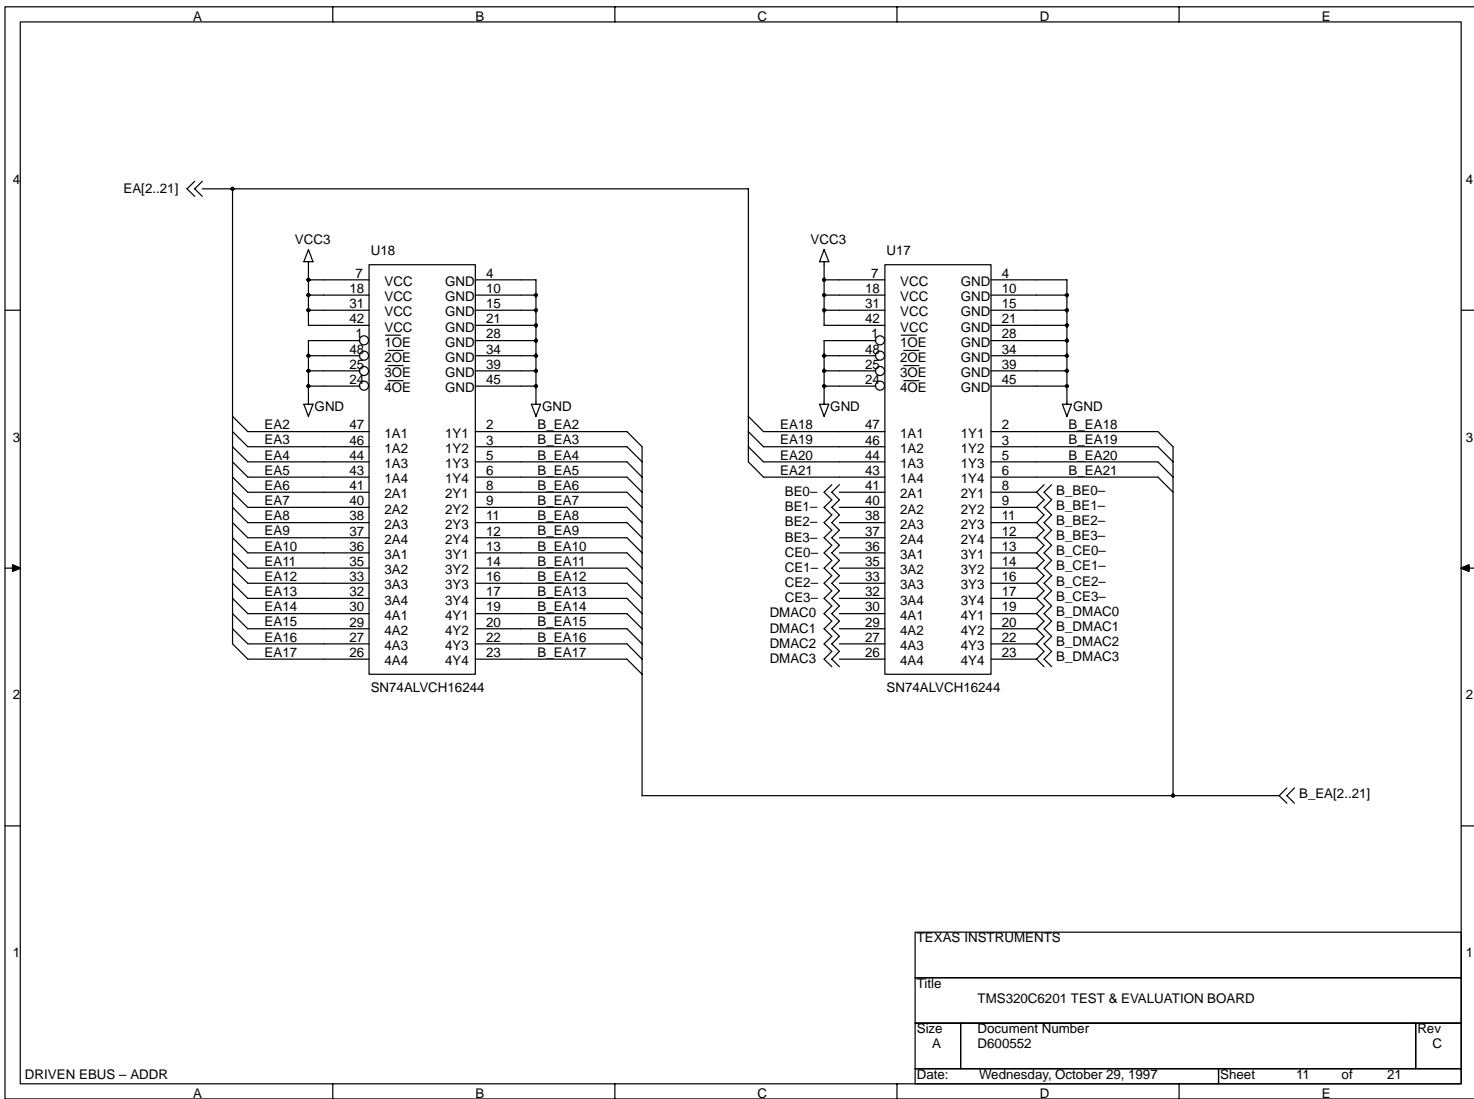 A B C D E
4 4
EA[2..21]
VCC3 VCC3
U18 U17
7 VCC GND 4 7 VCC GND 4
18 VCC GND 10 18 VCC GND 10
31 VCC GND 15 31 VCC GND 15
42 VCC GND 21 42 VCC GND 21
1 1OE GND 28 1 1OE GND 28
48 2OE GND 34 48 2OE GND 34
25 3OE GND 39 25 3OE GND 39
24 4OE GND 45 24 4OE GND 45
GND GND GND GND
EA2 47 1A1 1Y1 2 B_EA2 EA18 47 1A1 1Y1 2 B_EA18
3 EA3 46 1A2 1Y2 3 B_EA3 EA19 46 1A2 1Y2 3 B_EA19 3
EA4 44 1A3 1Y3 5 B_EA4 EA20 44 1A3 1Y3 5 B_EA20
EA5 43 1A4 1Y4 6 B_EA5 EA21 43 1A4 1Y4 6 B_EA21
EA6 41 2A1 2Y1 8 B_EA6 BE0– 41 2A1 2Y1 8 B_BE0–
EA7 40 2A2 2Y2 9 B_EA7 BE1– 40 2A2 2Y2 9 B_BE1–
EA8 38 2A3 2Y3 11 B_EA8 BE2– 38 2A3 2Y3 11 B_BE2–
EA9 37 2A4 2Y4 12 B_EA9 BE3– 37 2A4 2Y4 12 B_BE3–
EA10 36 3A1 3Y1 13 B_EA10 CE0– 36 3A1 3Y1 13 B_CE0–
EA11 35 3A2 3Y2 14 B_EA11 CE1– 35 3A2 3Y2 14 B_CE1–
EA12 33 3A3 3Y3 16 B_EA12 CE2– 33 3A3 3Y3 16 B_CE2–
EA13 32 3A4 3Y4 17 B_EA13 CE3– 32 3A4 3Y4 17 B_CE3–
EA14 30 4A1 4Y1 19 B_EA14 DMAC0 30 4A1 4Y1 19 B_DMAC0
EA15 29 4A2 4Y2 20 B_EA15 DMAC1 29 4A2 4Y2 20 B_DMAC1
EA16 27 4A3 4Y3 22 B_EA16 DMAC2 27 4A3 4Y3 22 B_DMAC2
EA17 26 4A4 4Y4 23 B_EA17 DMAC3 26 4A4 4Y4 23 B_DMAC3
SN74ALVCH16244 SN74ALVCH16244
2 2
B_EA[2..21]
1 1
TEXAS INSTRUMENTS
Title
TMS320C6201 TEST & EVALUATION BOARD
Size Document Number Rev
A D600552 C
Date: Wednesday, October 29, 1997 Sheet 11 of 21
DRIVEN EBUS – ADDR
A B C D E